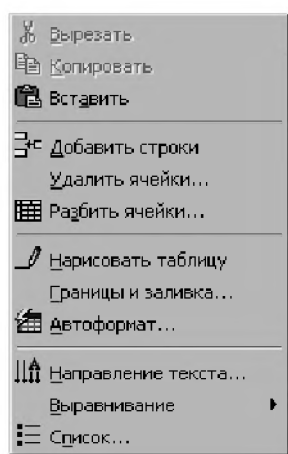 Вырезать
Копировать
Вставить
Добавить строки
Удалить ячейки...
Разбить ячейки...
Нарисовать таблицу
Границы и заливка...
Автоформат...
Направление текста...
Выравнивание
Список...